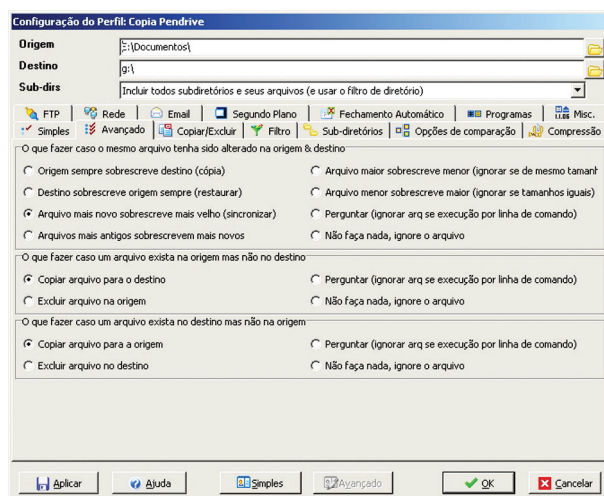 Configuração do Perfil: Copia Pendrive
Origem E:\Documentos\
Destino g:\
Sub-dirs Incluir todos subdiretórios e seus arquivos (e usar o filtro de diretório)
FTP Rede Email Segundo Plano Fechamento Automático Programas Misc.
Simples Avançado Copiar/Excluir Filtro Sub-diretórios Opções de comparação Compressão
O que fazer caso o mesmo arquivo tenha sido alterado na origem & destino
Origem sempre sobrescreve destino (cópia) Arquivo maior sobrescreve menor (ignorar se de mesmo tamanh
Destino sobrescreve origem sempre (restaurar) Arquivo menor sobrescreve maior (ignorar se tamanhos iguais)
Arquivo mais novo sobrescreve mais velho (sincronizar) Perguntar (ignorar arq se execução por linha de comando)
Arquivos mais antigos sobrescrevem mais novos Não faça nada, ignore o arquivo
O que fazer caso um arquivo exista na origem mas não no destino
Copiar arquivo para o destino Perguntar (ignorar arq se execução por linha de comando)
Excluir arquivo na origem Não faça nada, ignore o arquivo
O que fazer caso um arquivo exista no destino mas não na origem
Copiar arquivo para a origem Perguntar (ignorar arq se execução por linha de comando)
Excluir arquivo no destino Não faça nada, ignore o arquivo
Aplicar Ajuda Simples Avançado OK Cancelar